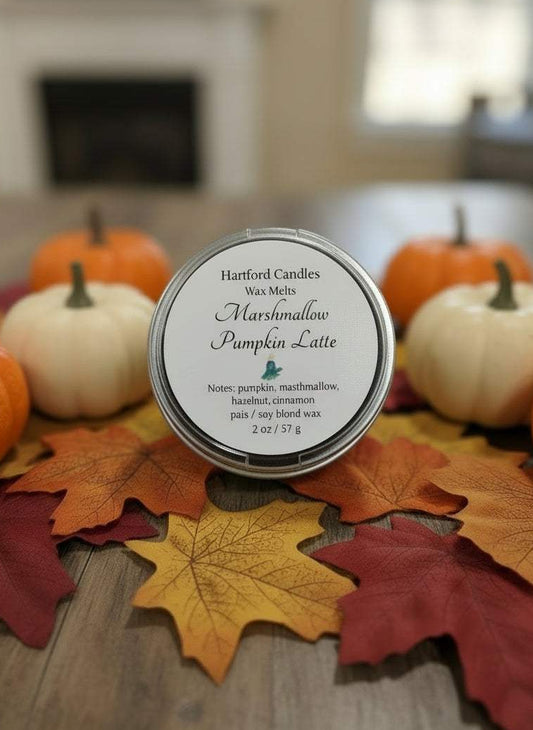 Hartford Candles
Wax Melts
Marshmallow
Pumpkin Latte
Notes: pumpkin, masthmallow,
hazelnut, cinnamon
pais / soy blond wax
2 oz / 57 g